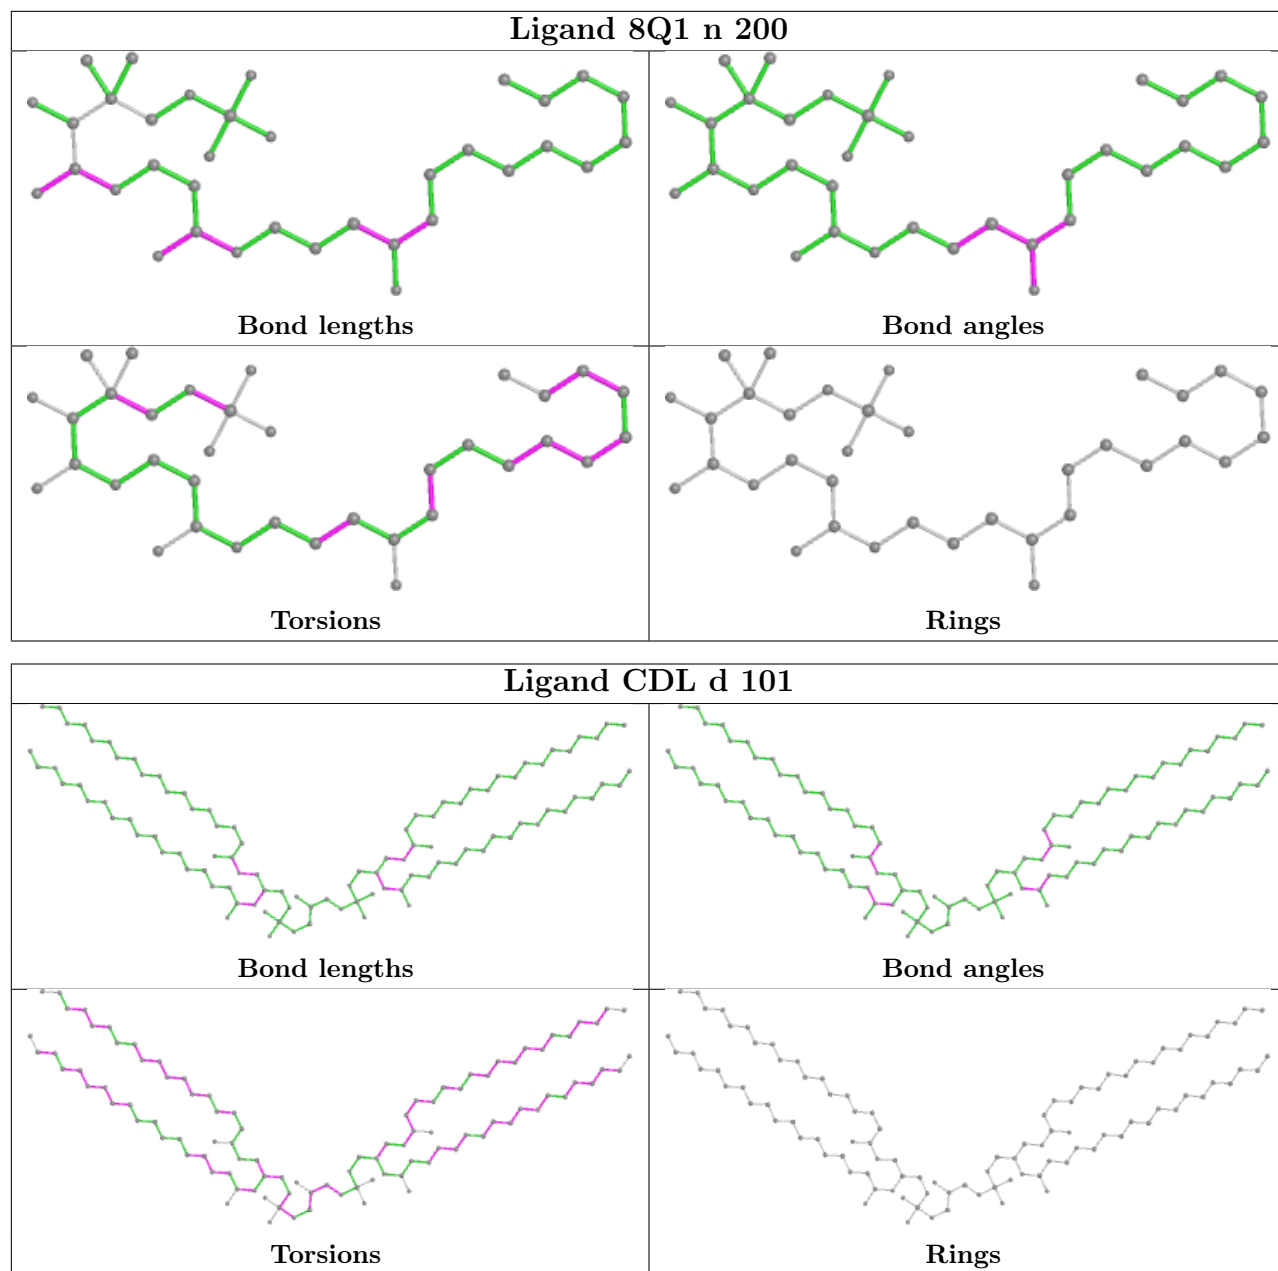 Ligand 8Q1 n 200
Bond lengths
Bond angles
Torsions
Rings
Ligand CDL d 101
Bond lengths
Bond angles
Torsions
Rings